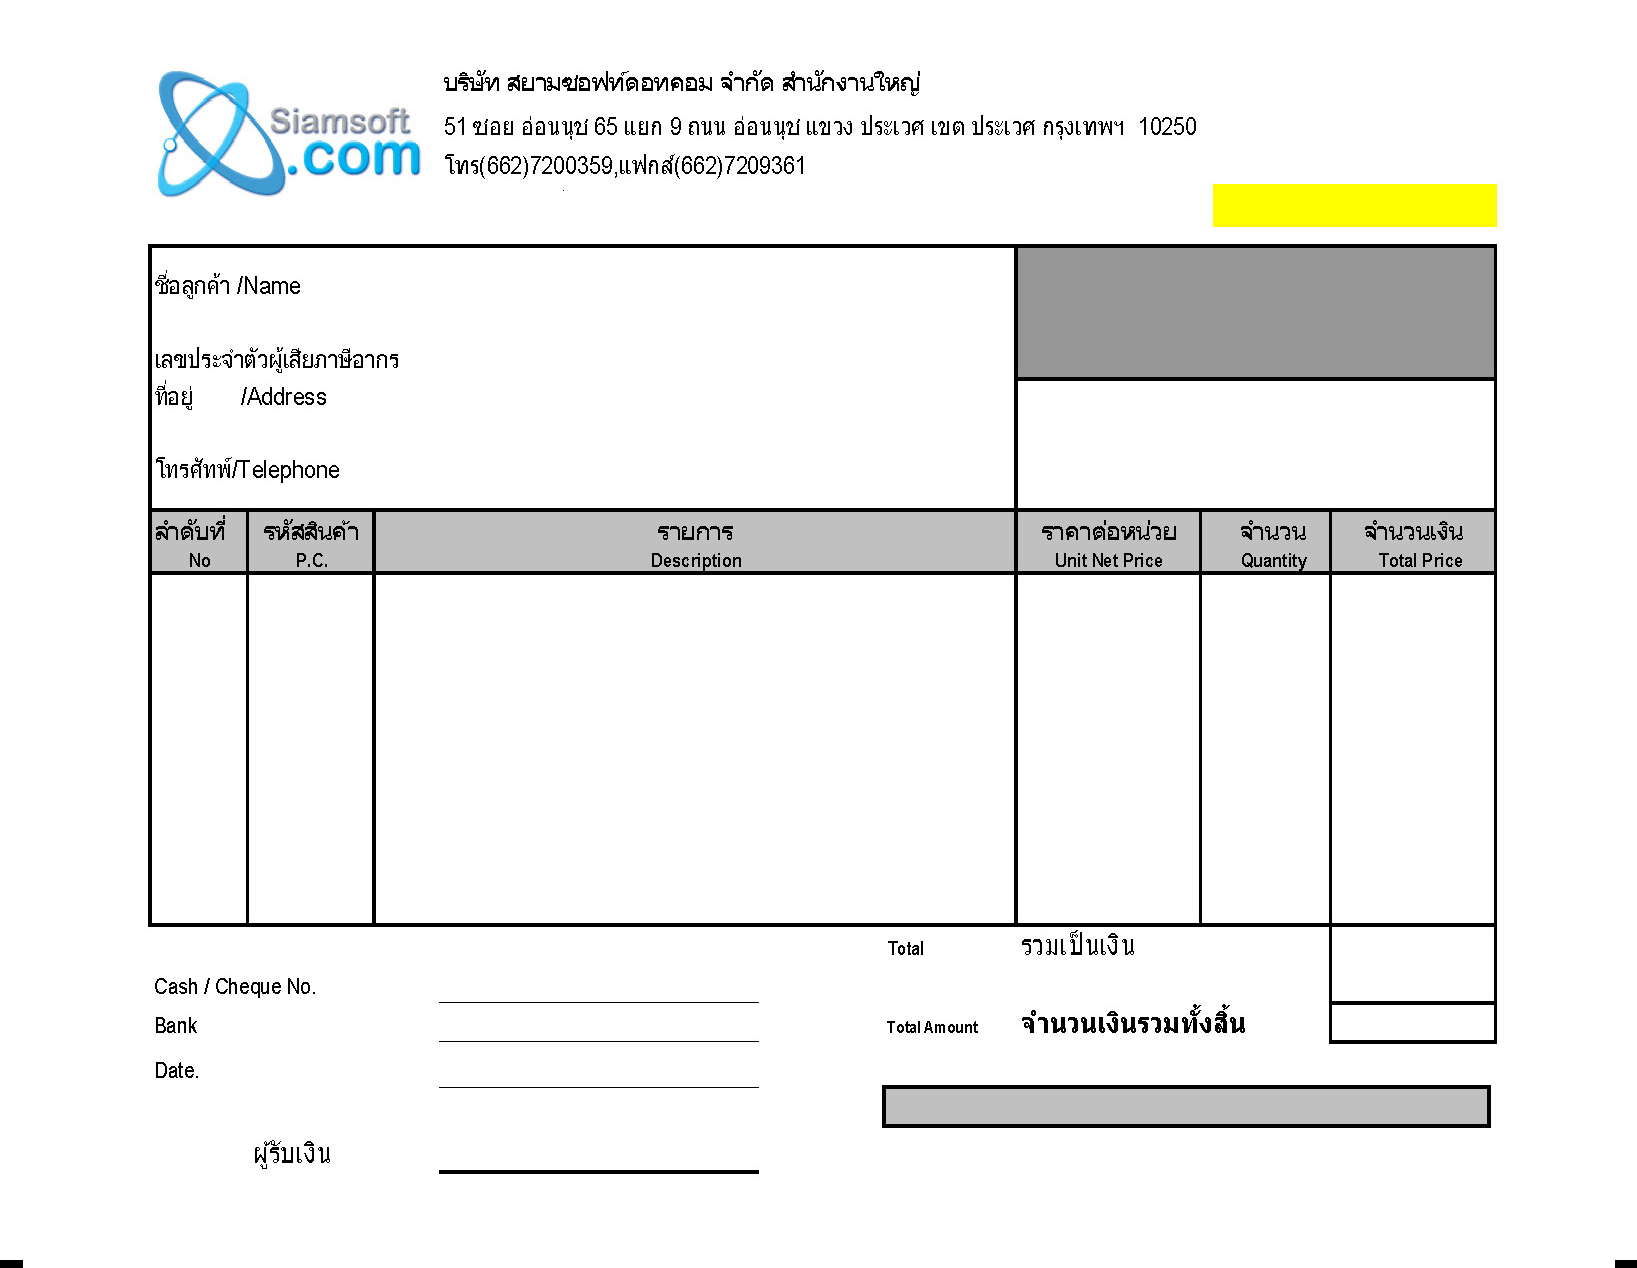 Siamsoft
.com
บริษัท สยามซอฟท์ดอทคอม จำกัด สำนักงานใหญ่
51 ซอย อ่อนนุช 65 แยก 9 ถนน อ่อนนุช แขวง ประเวศ เขต ประเวศ กรุงเทพฯ 10250
โทร(662)7200359,แฟกส์(662)7209361
ชื่อลูกค้า /Name
เลขประจำตัวผู้เสียภาษีอากร
ที่อยู่ /Address
โทรศัทพ์/Telephone
ลำดับที่ รหัสสินค้า รายการ ราคาต่อหน่วย จำนวน จำนวนเงิน
No P.C. Description Unit Net Price Quantity Total Price
Total รวมเป็นเงิน
Cash / Cheque No.
Bank
Total Amount จำนวนเงินรวมทั้งสิ้น
Date.
ผู้รับเงิน